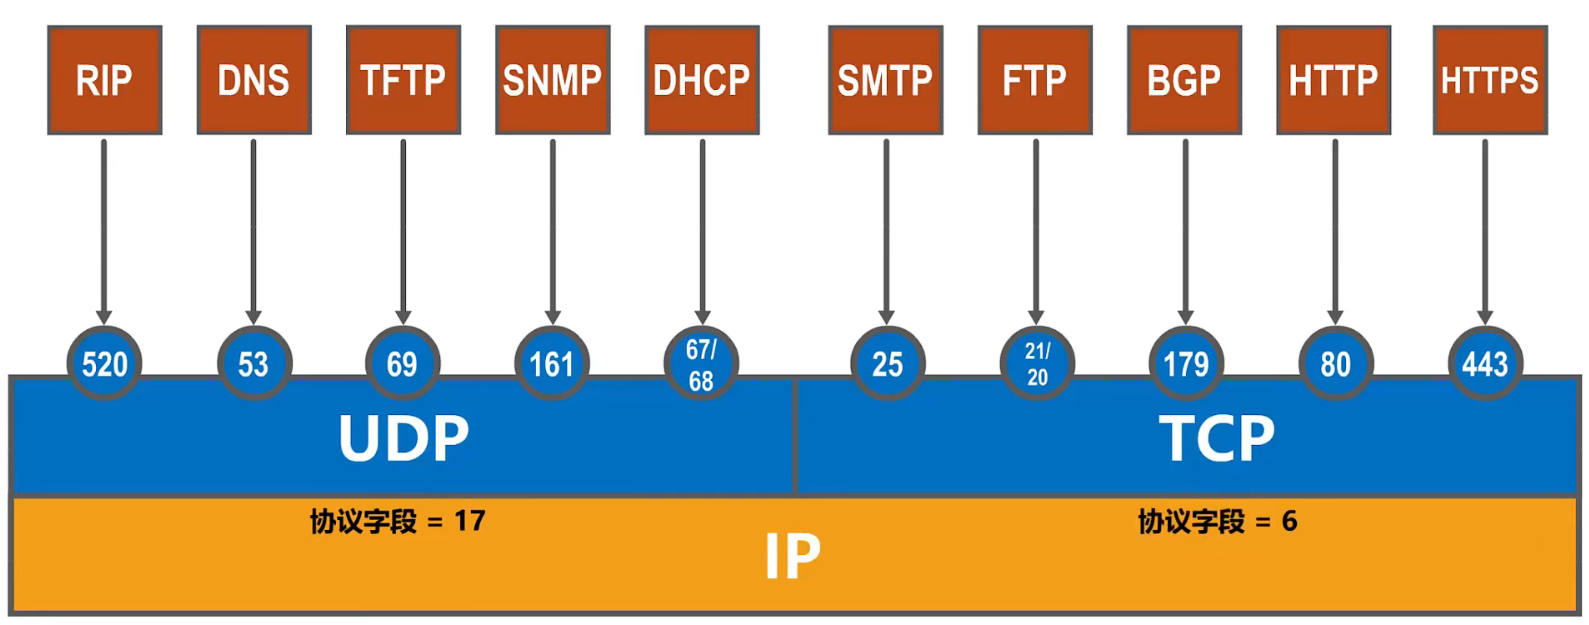 RIP DNS TFTP SNMP DHCP SMTP FTP BGP HTTP HTTPS
520 53 69 161 67/ 25 21/ 179 80 443
68 20
UDP TCP
协议字段 = 17 协议字段 = 6
IP